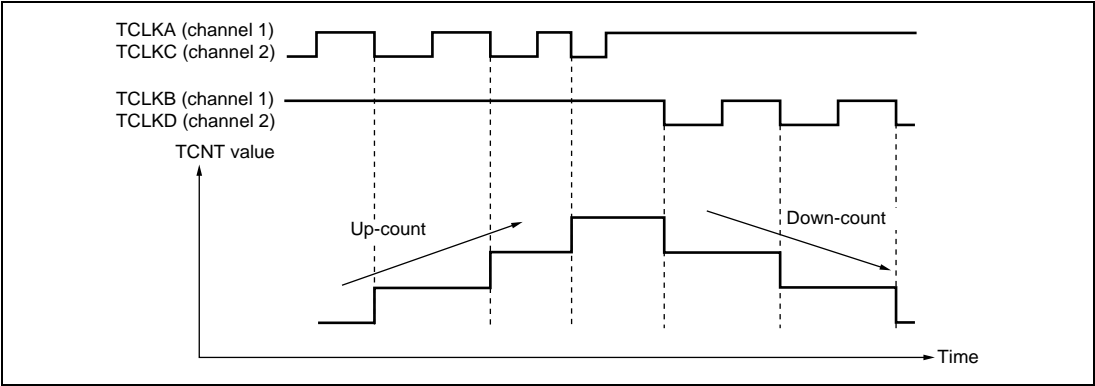 TCLKA (channel 1)
TCLKC (channel 2)
TCLKB (channel 1)
TCLKD (channel 2)
TCNT value
Up-count
Down-count
Time